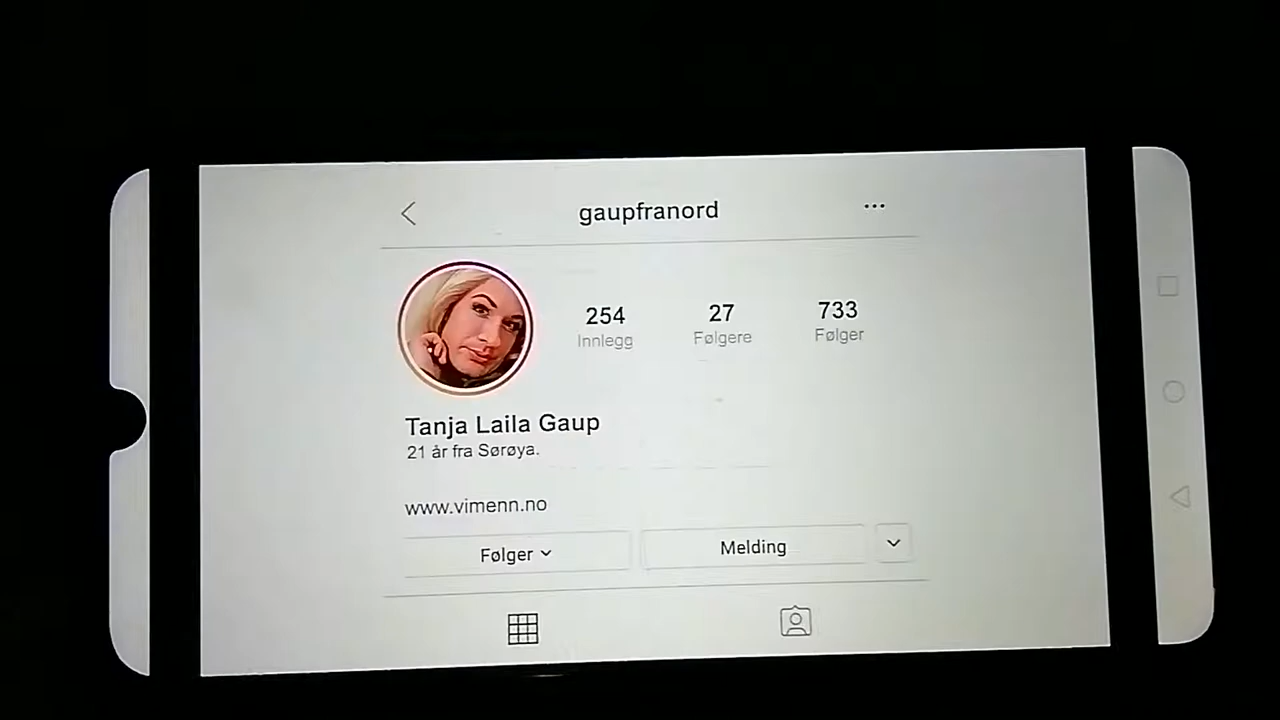 gaupfranord
...
254 27 733
Innlegg Følgere Følger
Tanja Laila Gaup
21 år fra Sørøya.
www.vimenn.no
Følger Melding